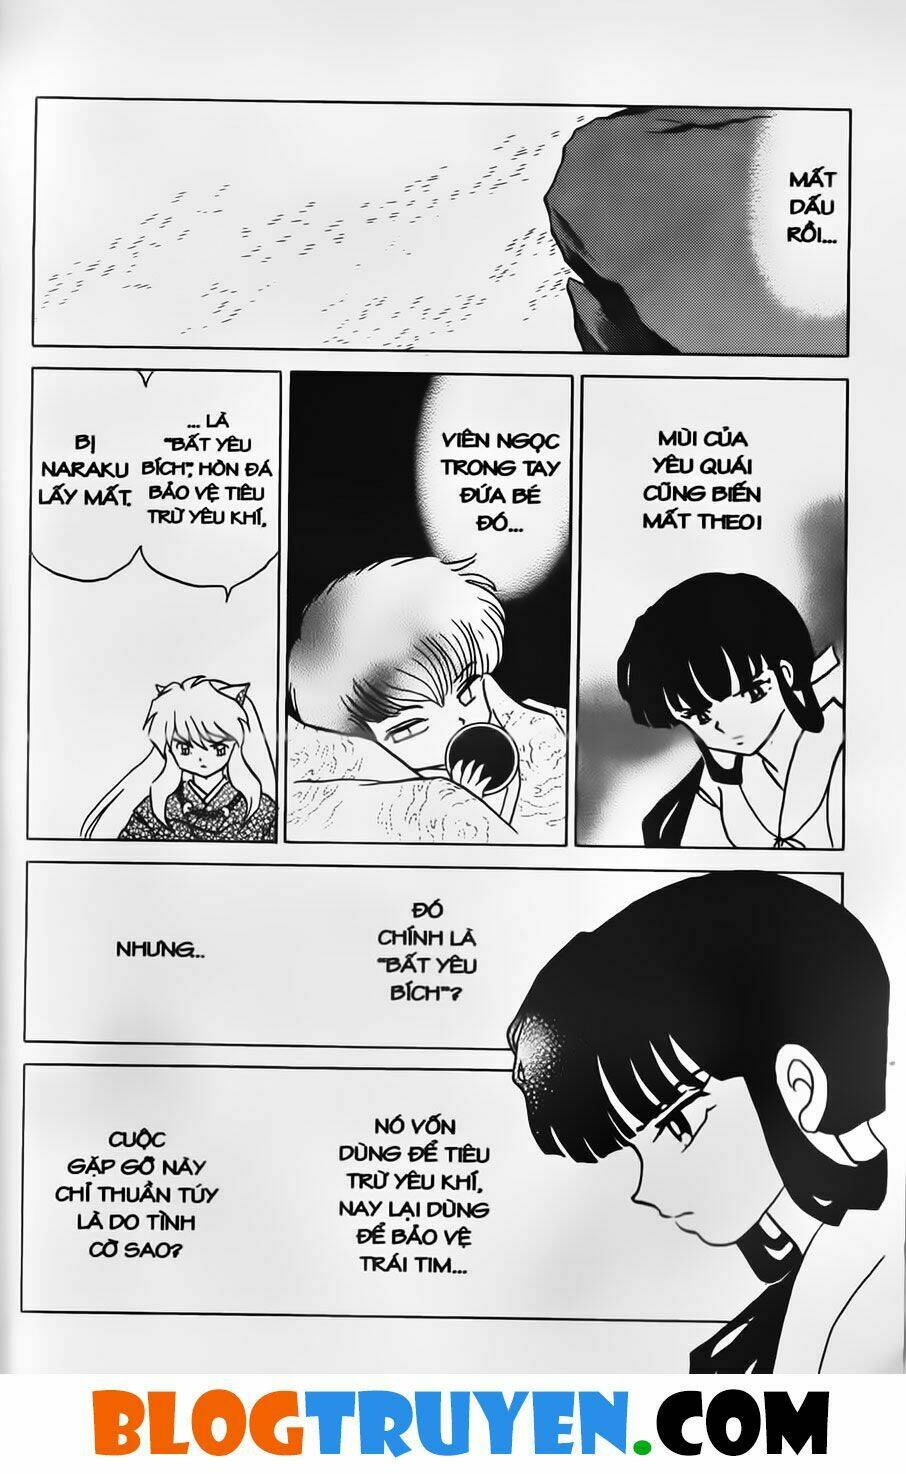 MẤT
DẤU
RỒI...
MÙI CỦA
YÊU QUÁI
CŨNG BIẾN
MẤT THEO!
VIÊN NGỌC
TRONG TAY
ĐỨA BÉ
ĐÓ...
... LÀ
"BẤT YÊU
BÍCH", HÒN ĐÁ
BẢO VỆ TIÊU
TRỪ YÊU KHÍ,
BỊ
NARAKU
LẤY MẤT.
ĐÓ
CHÍNH LÀ
"BẤT YÊU
BÍCH"?
NHƯNG...
NÓ VỐN
DÙNG ĐỂ TIÊU
TRỪ YÊU KHÍ,
NAY LẠI DÙNG
ĐỂ BẢO VỆ
TRÁI TIM...
CUỘC
GẶP GỠ NÀY
CHỈ THUẦN TÚY
LÀ DO TÌNH
CỜ SAO?
BLOGTRUYEN.COM